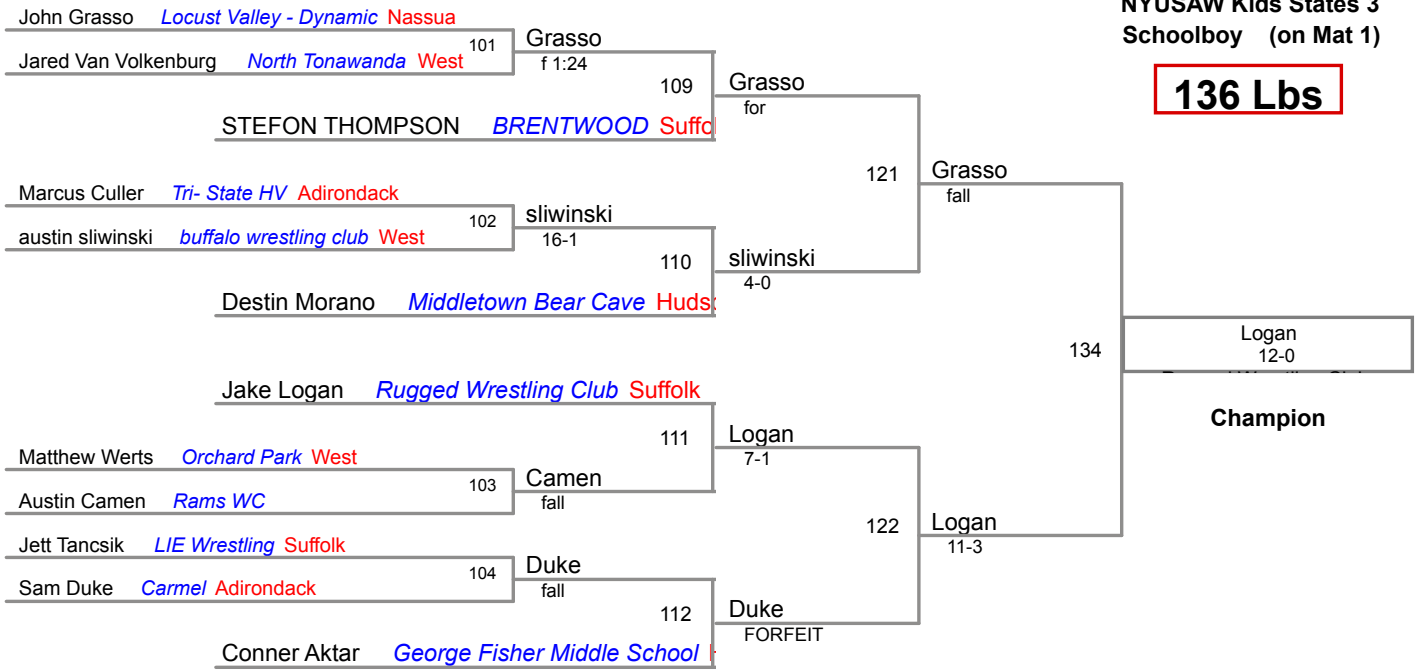 NYUSAW Kids States 3
Schoolboy (on Mat 1)
136 Lbs
John Grasso Locust Valley - Dynamic Nassua
Jared Van Volkenburg North Tonawanda West
101
Grasso
f 1:24
STEFON THOMPSON BRENTWOOD Suffo
109
Grasso
for
Marcus Culler Tri- State HV Adirondack
austin sliwinski buffalo wrestling club West
102
sliwinski
16-1
Destin Morano Middletown Bear Cave Huds
110
sliwinski
4-0
121
Grasso
fall
Jake Logan Rugged Wrestling Club Suffolk
Matthew Werts Orchard Park West
Austin Camen Rams WC
103
Camen
fall
111
Logan
7-1
Jett Tancsik LIE Wrestling Suffolk
Sam Duke Carmel Adirondack
104
Duke
fall
Conner Aktar George Fisher Middle School
112
Duke
FORFEIT
122
Logan
11-3
134
Logan
12-0
Champion